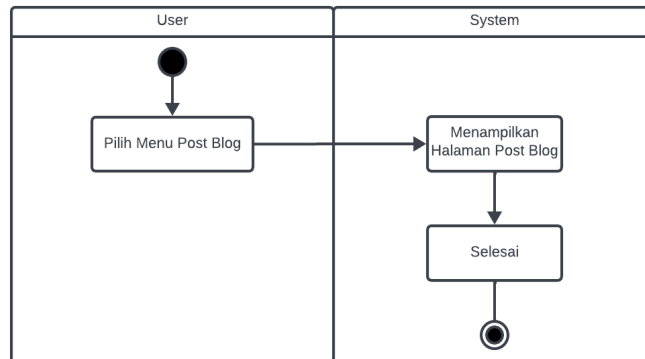 User
System
Pilih Menu Post Blog
Menampilkan
Halaman Post Blog
Selesai